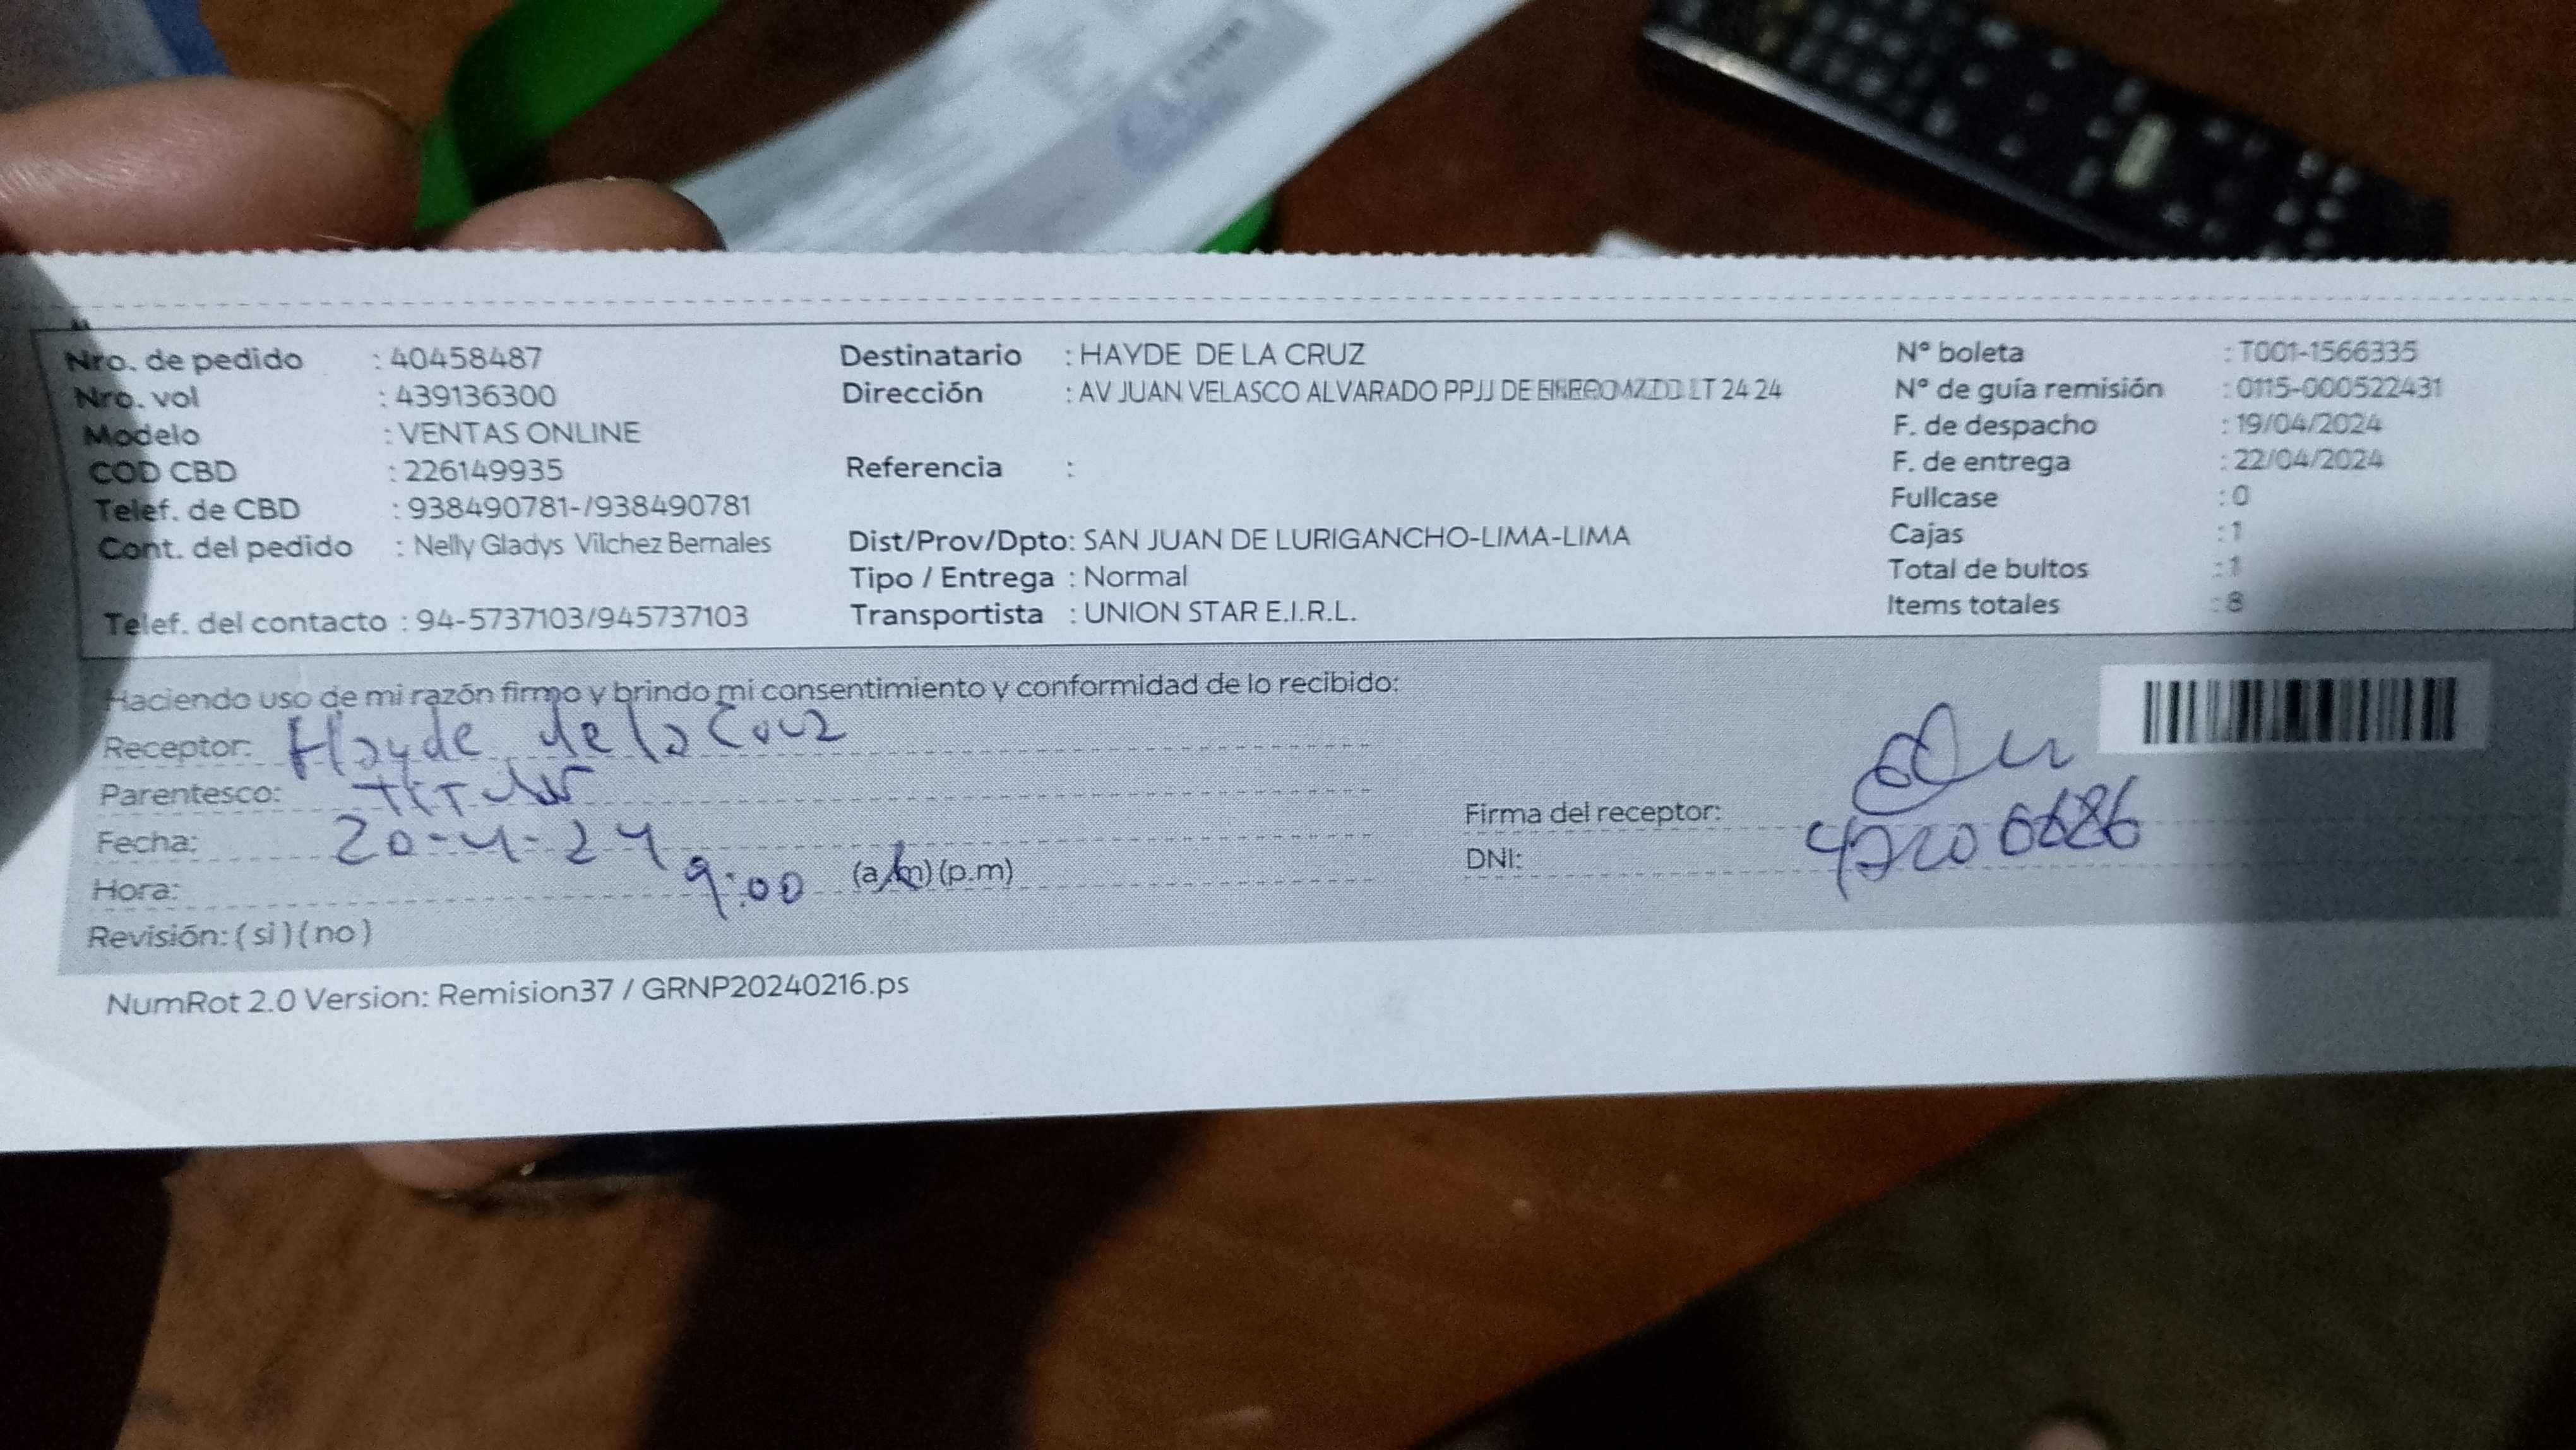 Nro. de pedido : 40458487
Nro. vol : 439136300
Modelo : VENTAS ONLINE
COD CBD : 226149935
Telef. de CBD : 938490781-/938490781
Cont. del pedido : Nelly Gladys Vilchez Bernales
Telef. del contacto : 94-5737103/945737103
Destinatario : HAYDE DE LA CRUZ
Dirección : AV JUAN VELASCO ALVARADO PPJJ DE LT 24 24
Referencia :
Dist/Prov/Dpto: SAN JUAN DE LURIGANCHO-LIMA-LIMA
Tipo / Entrega : Normal
Transportista : UNION STAR E.I.R.L.
N° boleta : T001-1566335
N° de guía remisión : 0115-000522431
F. de despacho : 19/04/2024
F. de entrega : 22/04/2024
Fullcase : 0
Cajas : 1
Total de bultos : 1
Items totales : 8
Haciendo uso de mi razón firmo y brindo mi consentimiento y conformidad de lo recibido:
Receptor: Hayde de la Cruz
Parentesco: Titular
Fecha: 20-4-24
Hora: 9:00 (a.m) (p.m)
Revisión: ( si ) ( no )
Firma del receptor:
DNI:
NumRot 2.0 Version: Remision37 / GRNP20240216.ps